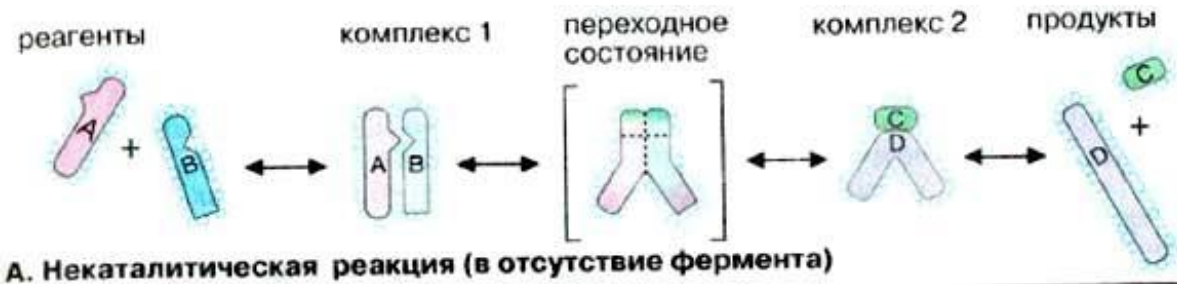 реагенты
комплекс 1
переходное
состояние
комплекс 2
продукты
A
+
B
A
B
C
D
C
+
D
А. Некаталитическая реакция (в отсутствие фермента)